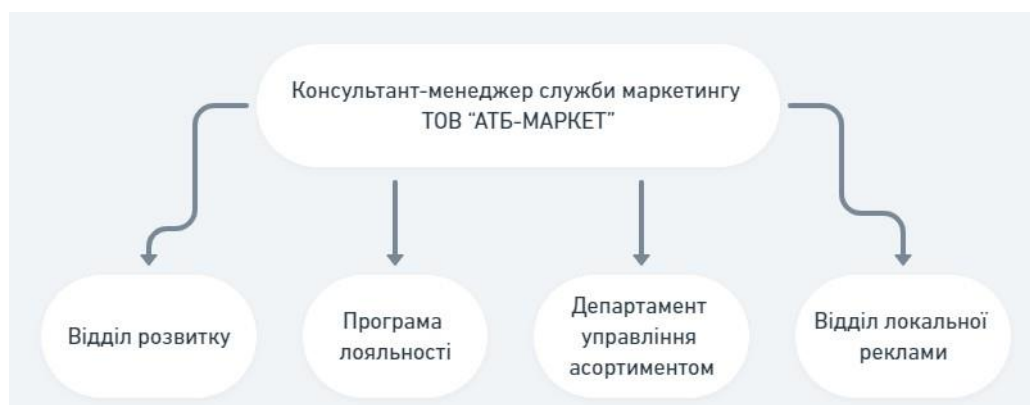 Консультант-менеджер служби маркетингу
ТОВ “АТБ-МАРКЕТ”
Відділ розвитку
Програма
лояльності
Департамент
управління
асортиментом
Відділ локальної
реклами